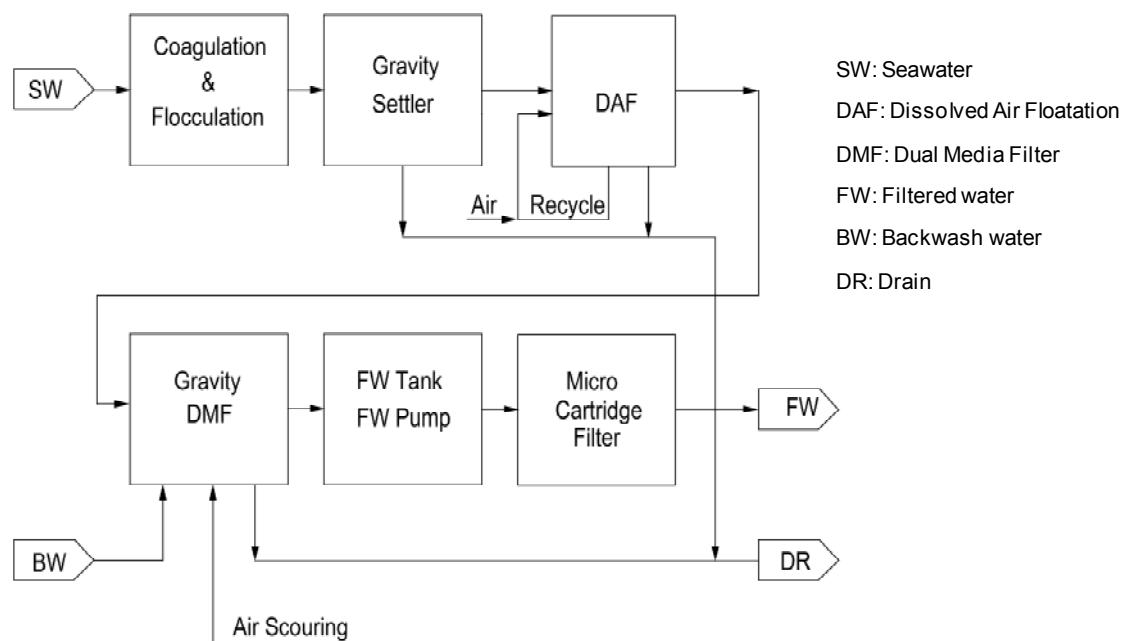 SW
Coagulation
&
Flocculation
Gravity
Settler
DAF
Air
Recycle
SW: Seawater
DAF: Dissolved Air Floatation
DMF: Dual Media Filter
FW: Filtered water
BW: Backwash water
DR: Drain
Gravity
DMF
FW Tank
FW Pump
Micro
Cartridge
Filter
FW
BW
DR
Air Scouring